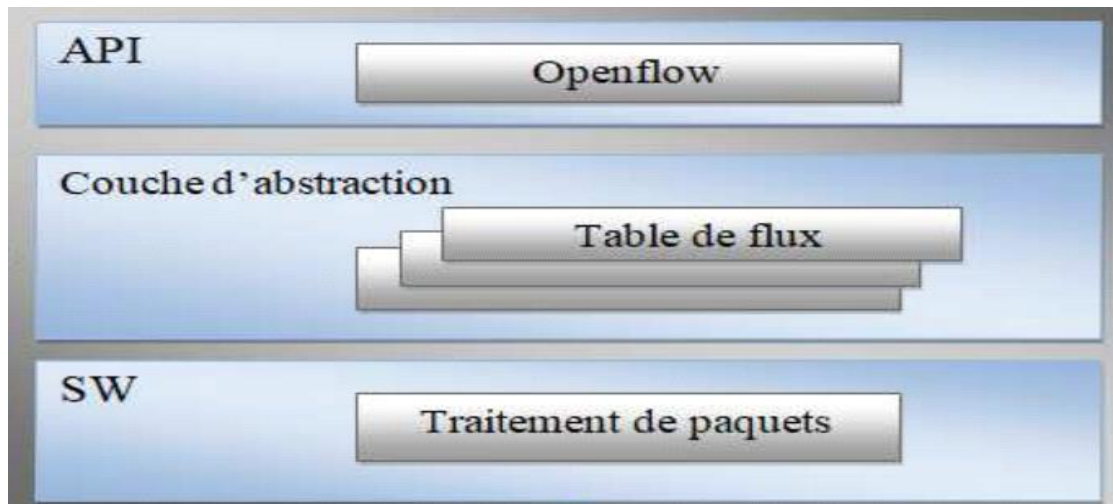 API
Openflow
Couche d'abstraction
Table de flux
SW
Traitement de paquets